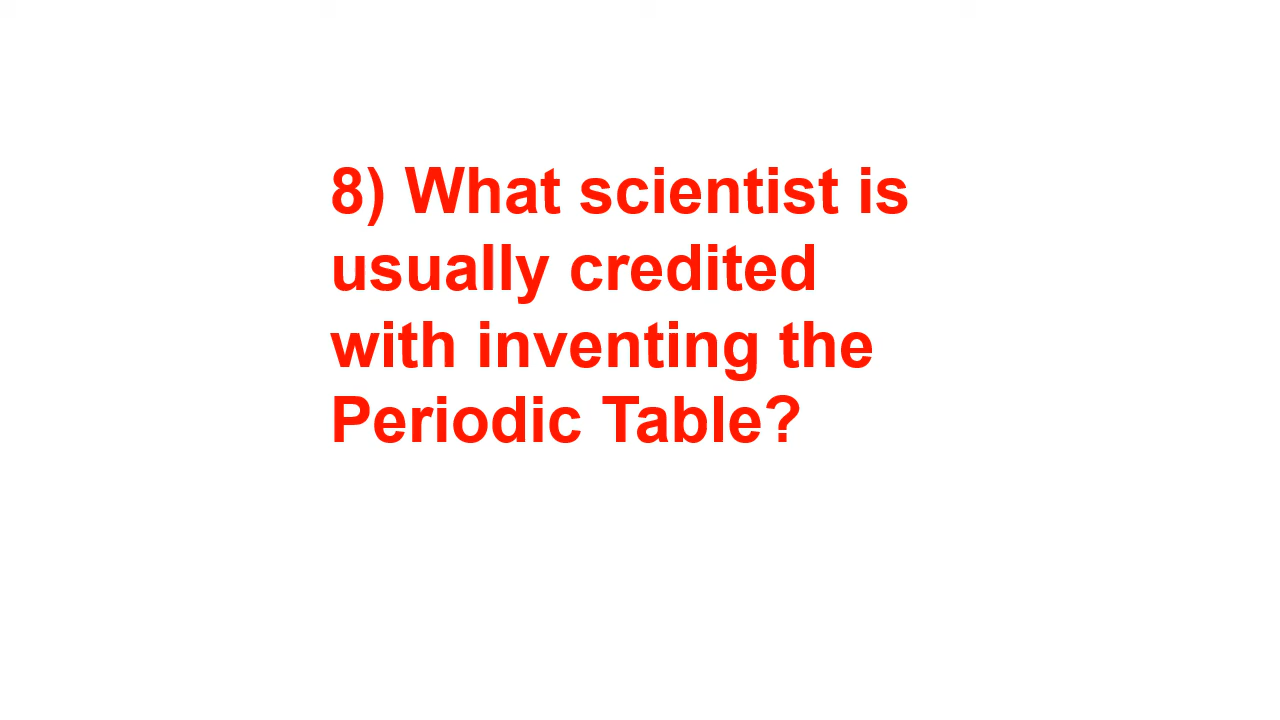 8) What scientist is
usually credited
with inventing the
Periodic Table?